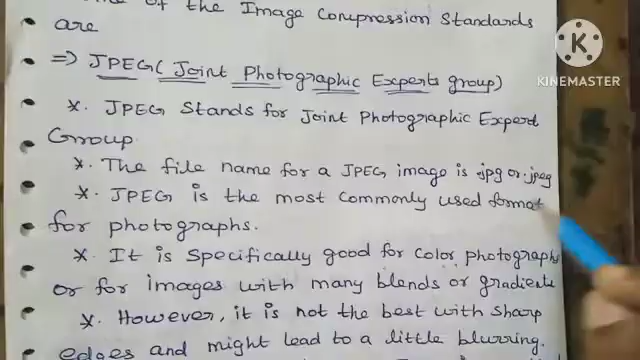 of the Image Compression Standards
are
=> JPEG (Joint Photographic Experts group)
*. JPEG Stands for Joint Photographic Expert
Group.
*. The file name for a JPEG image is .jpg or .jpeg
*. JPEG is the most commonly used format
for photographs.
*. It is specifically good for color photographs
or for images with many blends or gradients
*. However, it is not the best with sharp
edges and might lead to a little blurring.
KINEMASTER